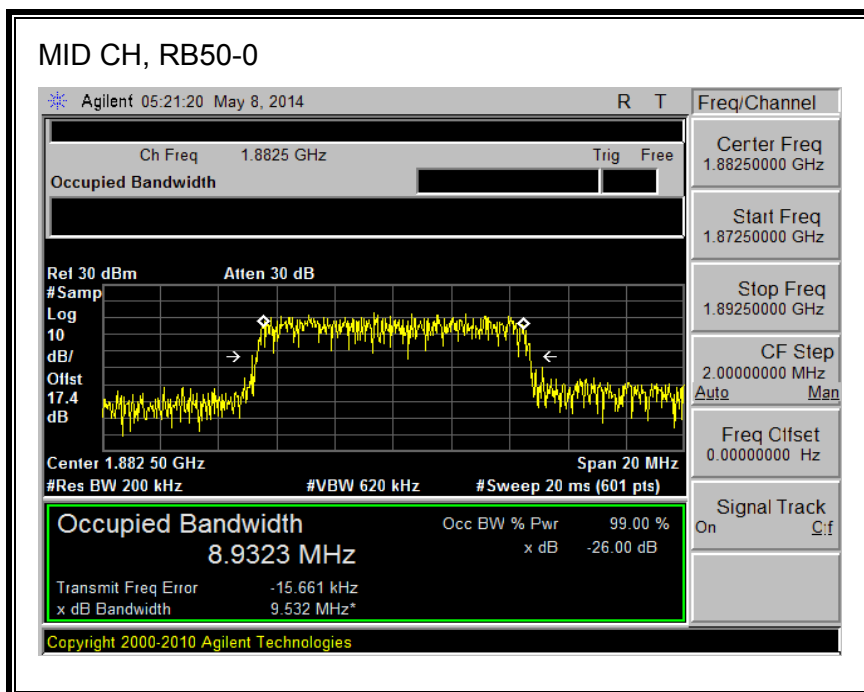 MID CH, RB50-0
Agilent 05:21:20 May 8, 2014 R T
Freq/Channel
Ch Freq 1.8825 GHz Trig Free
Occupied Bandwidth
Center Freq
1.88250000 GHz
Start Freq
1.87250000 GHz
Stop Freq
1.89250000 GHz
CF Step
2.00000000 MHz
Auto Man
Freq Offset
0.00000000 Hz
Signal Track
On Off
Ref 30 dBm Atten 30 dB
#Samp
Log
10
dB/
Offst
17.4
dB
Center 1.882 50 GHz Span 20 MHz
#Res BW 200 kHz #VBW 620 kHz #Sweep 20 ms (601 pts)
Occupied Bandwidth Occ BW % Pwr 99.00 %
8.9323 MHz x dB -26.00 dB
Transmit Freq Error -15.661 kHz
x dB Bandwidth 9.532 MHz*
Copyright 2000-2010 Agilent Technologies